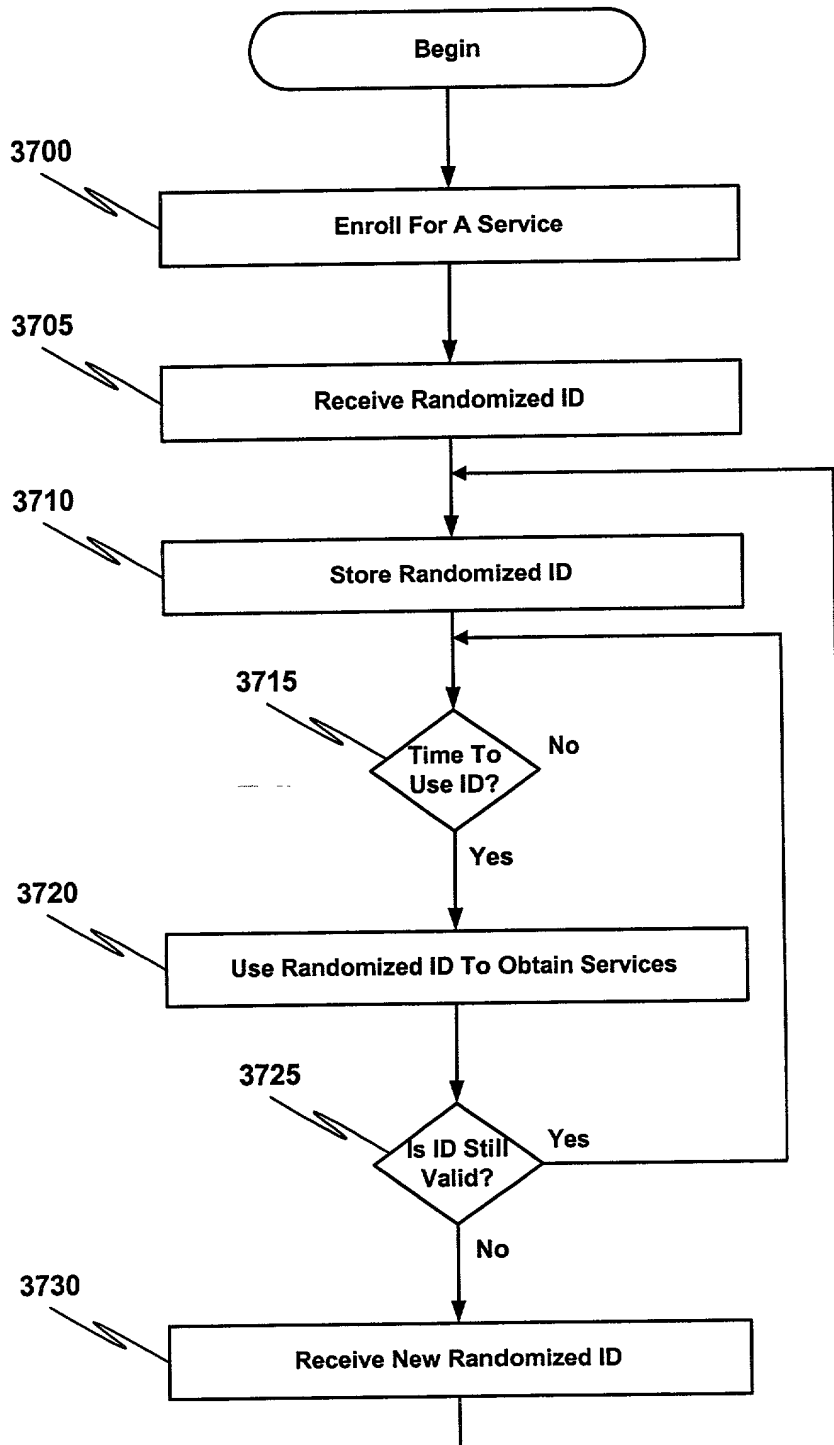 Begin
3700
Enroll For A Service
3705
Receive Randomized ID
3710
Store Randomized ID
3715
Time To
Use ID?
No
Yes
3720
Use Randomized ID To Obtain Services
3725
Is ID Still
Valid?
Yes
No
3730
Receive New Randomized ID